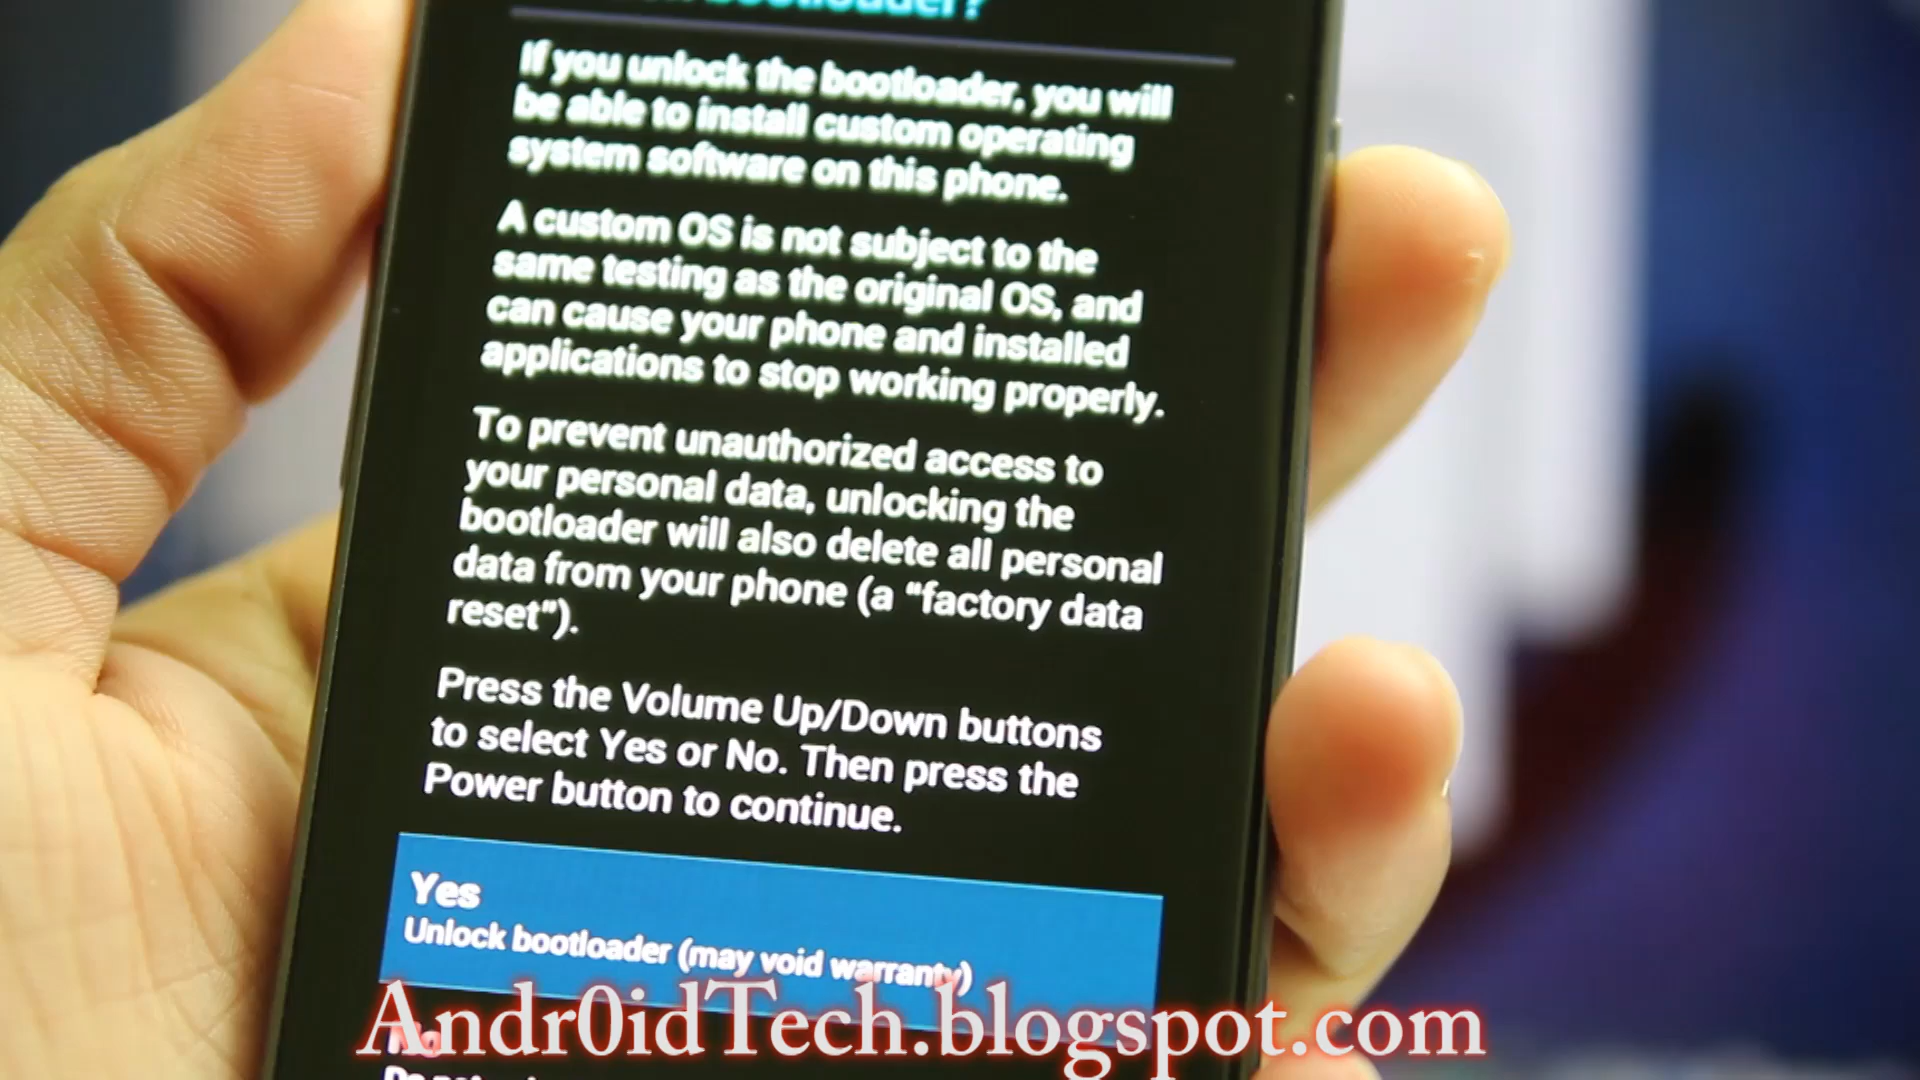 bootloader?
If you unlock the bootloader, you will
be able to install custom operating
system software on this phone.
A custom OS is not subject to the
same testing as the original OS, and
can cause your phone and installed
applications to stop working properly.
To prevent unauthorized access to
your personal data, unlocking the
bootloader will also delete all personal
data from your phone (a “factory data
reset”).
Press the Volume Up/Down buttons
to select Yes or No. Then press the
Power button to continue.
Yes
Unlock bootloader (may void warranty)
Andr0idTech.blogspot.com
No